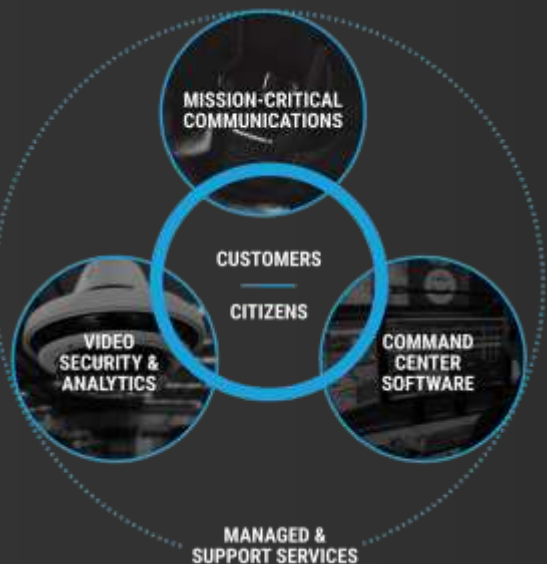 MISSION-CRITICAL
COMMUNICATIONS
CUSTOMERS
CITIZENS
VIDEO
SECURITY &
ANALYTICS
COMMAND
CENTER
SOFTWARE
MANAGED &
SUPPORT SERVICES